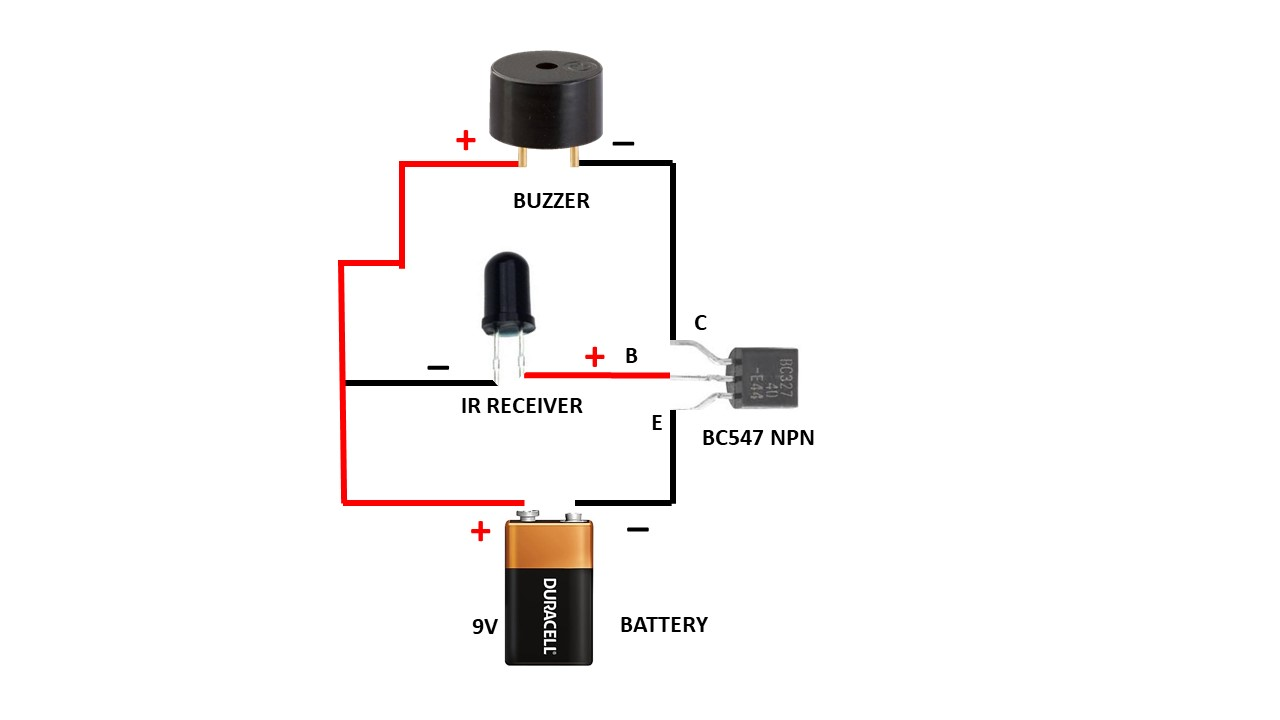 +
−
BUZZER
C
− + B
IR RECEIVER
E
BC327
40
-E44
BC547 NPN
+ −
DURACELL
9V
BATTERY